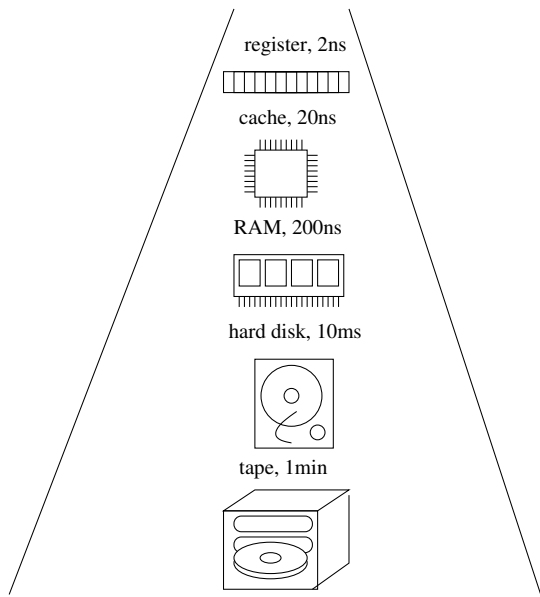 register, 2ns
cache, 20ns
RAM, 200ns
hard disk, 10ms
tape, 1min